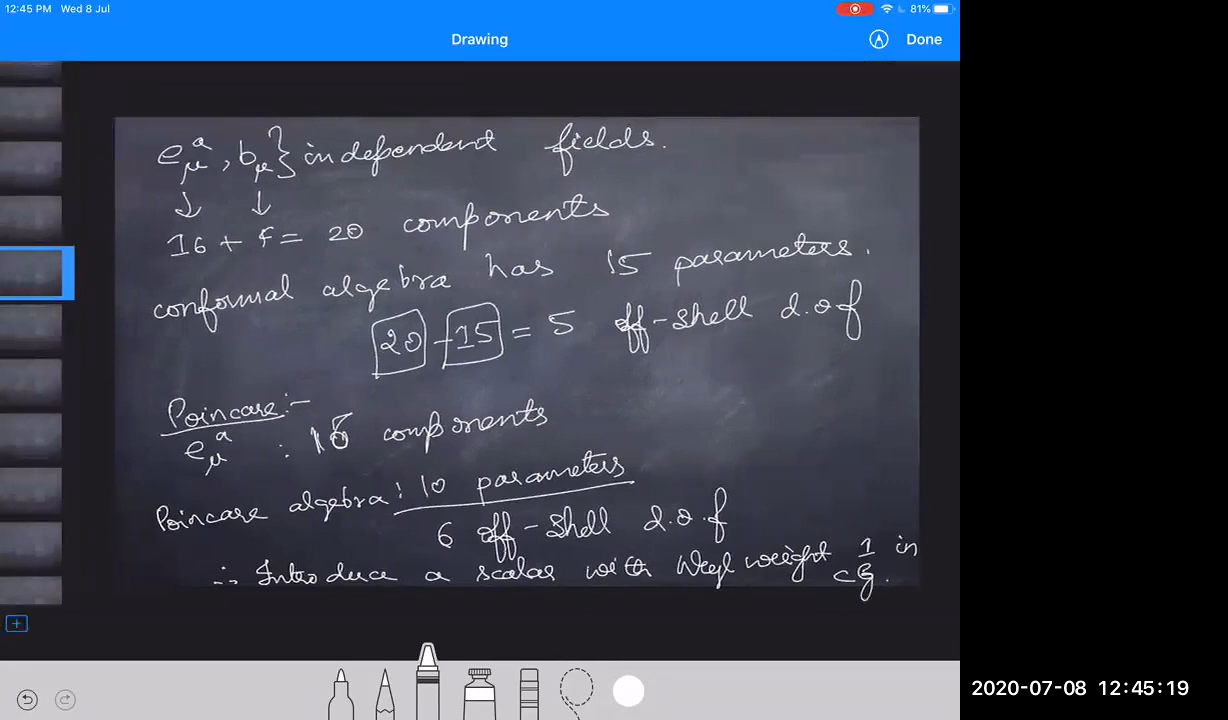 12:45 PM Wed 8 Jul
81%
Drawing
Done
e_μ^a, b_μ } independent fields.
↓ ↓
16 + 4 = 20 components
conformal algebra has 15 parameters.
20 - 15 = 5 off-shell d.o.f
Poincare:-
e_μ^a : 16 components
Poincare algebra: 10 parameters
6 off-shell d.o.f
∴ Introduce a scalar with Weyl weight 1 in
CG.
2020-07-08 12:45:19